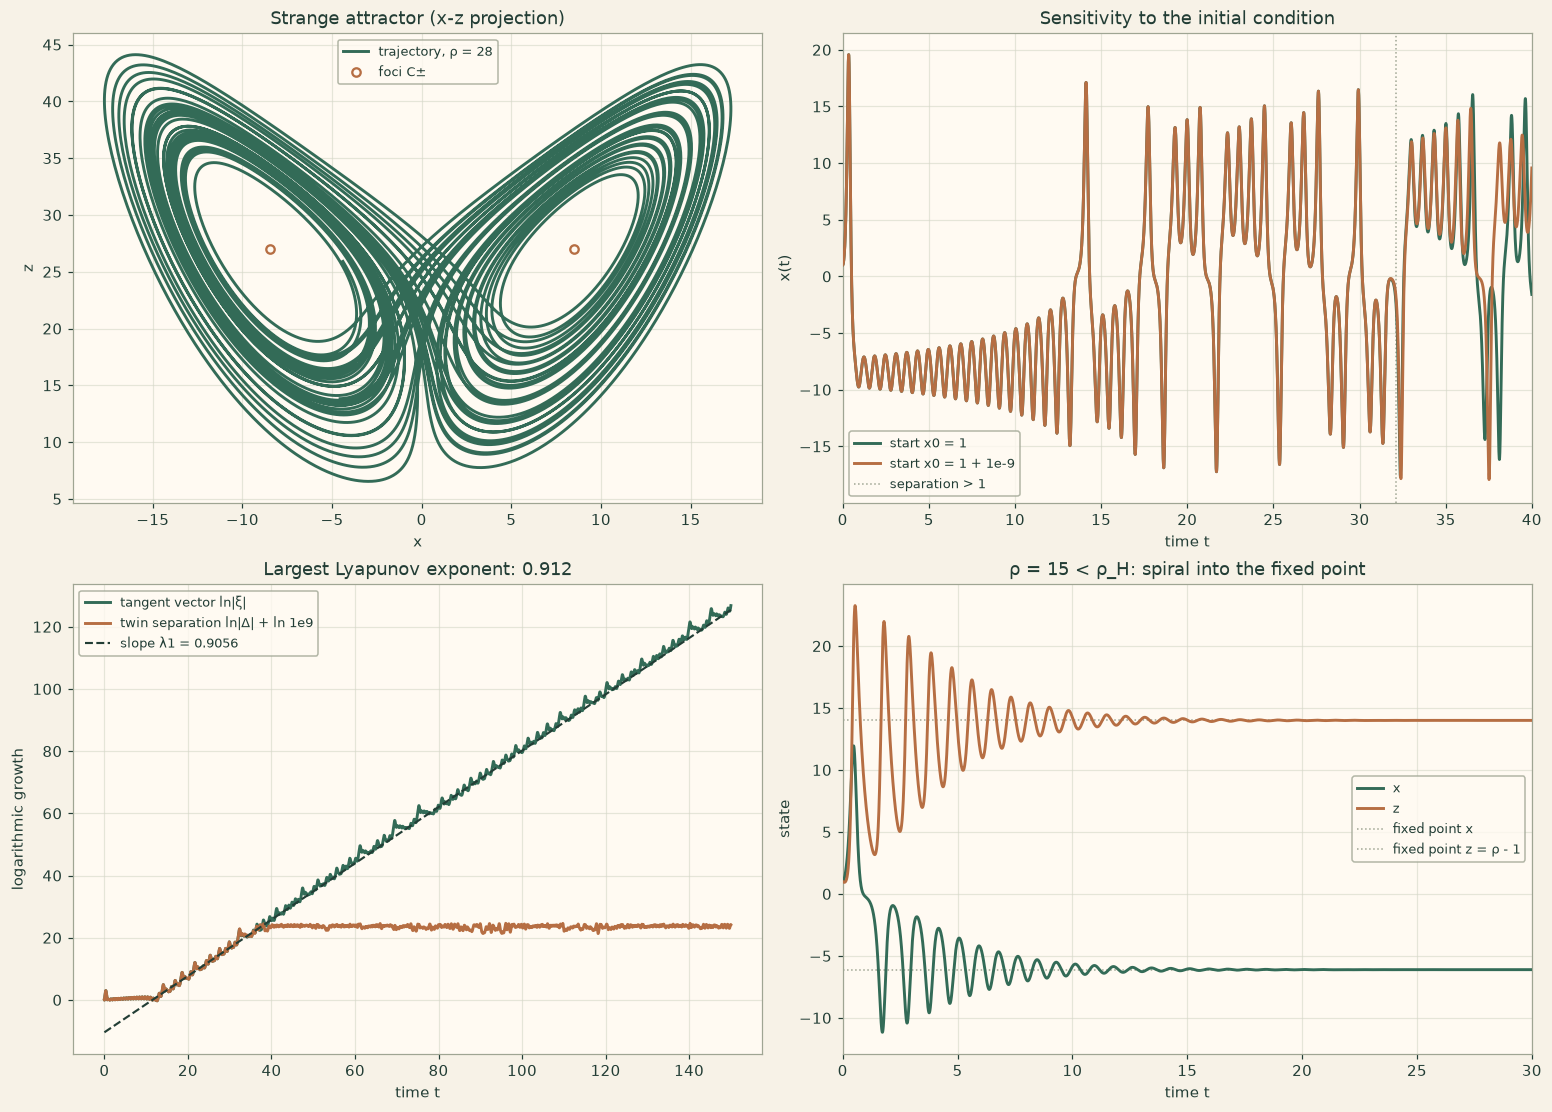 Strange attractor (x-z projection)
45
40
35
30
25
20
15
10
5
z
trajectory, ρ = 28
foci C±
−15
−10
−5
0
5
10
15
x
Sensitivity to the initial condition
20
15
10
5
0
−5
−10
−15
x(t)
start x0 = 1
start x0 = 1 + 1e-9
separation > 1
0
5
10
15
20
25
30
35
40
time t
Largest Lyapunov exponent: 0.912
120
100
80
60
40
20
0
logarithmic growth
tangent vector ln|ξ|
twin separation ln|Δ| + ln 1e9
slope λ1 = 0.9056
0
20
40
60
80
100
120
140
time t
ρ = 15 < ρ_H: spiral into the fixed point
20
15
10
5
0
−5
−10
state
x
z
fixed point x
fixed point z = ρ - 1
0
5
10
15
20
25
30
time t